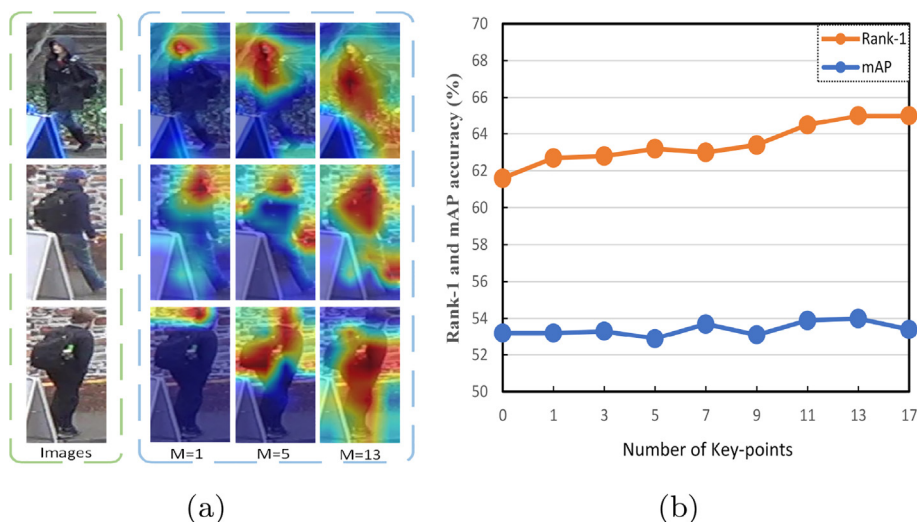 Images
M=1
M=5
M=13
(a)
Rank-1 and mAP accuracy (%)
70
68
66
64
62
60
58
56
54
52
50
Rank-1
mAP
0 1 3 5 7 9 11 13 17
Number of Key-points
(b)